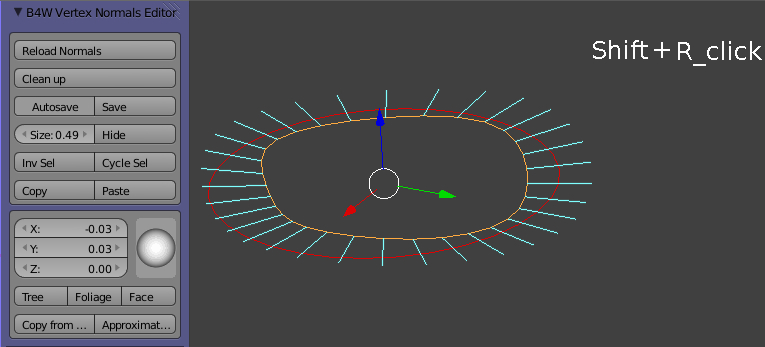 B4W Vertex Normals Editor
Shift + R_click
Reload Normals
Clean up
Autosave Save
Size: 0.49 Hide
Inv Sel Cycle Sel
Copy Paste
X: -0.03
Y: 0.03
Z: 0.00
Tree Foliage Face
Copy from ... Approximat...